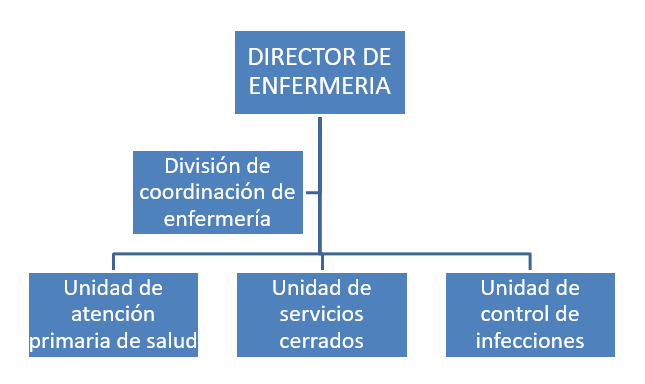 DIRECTOR DE
ENFERMERIA
División de
coordinación de
enfermería
Unidad de
atención
primaria de salud
Unidad de
servicios
cerrados
Unidad de
control de
infecciones